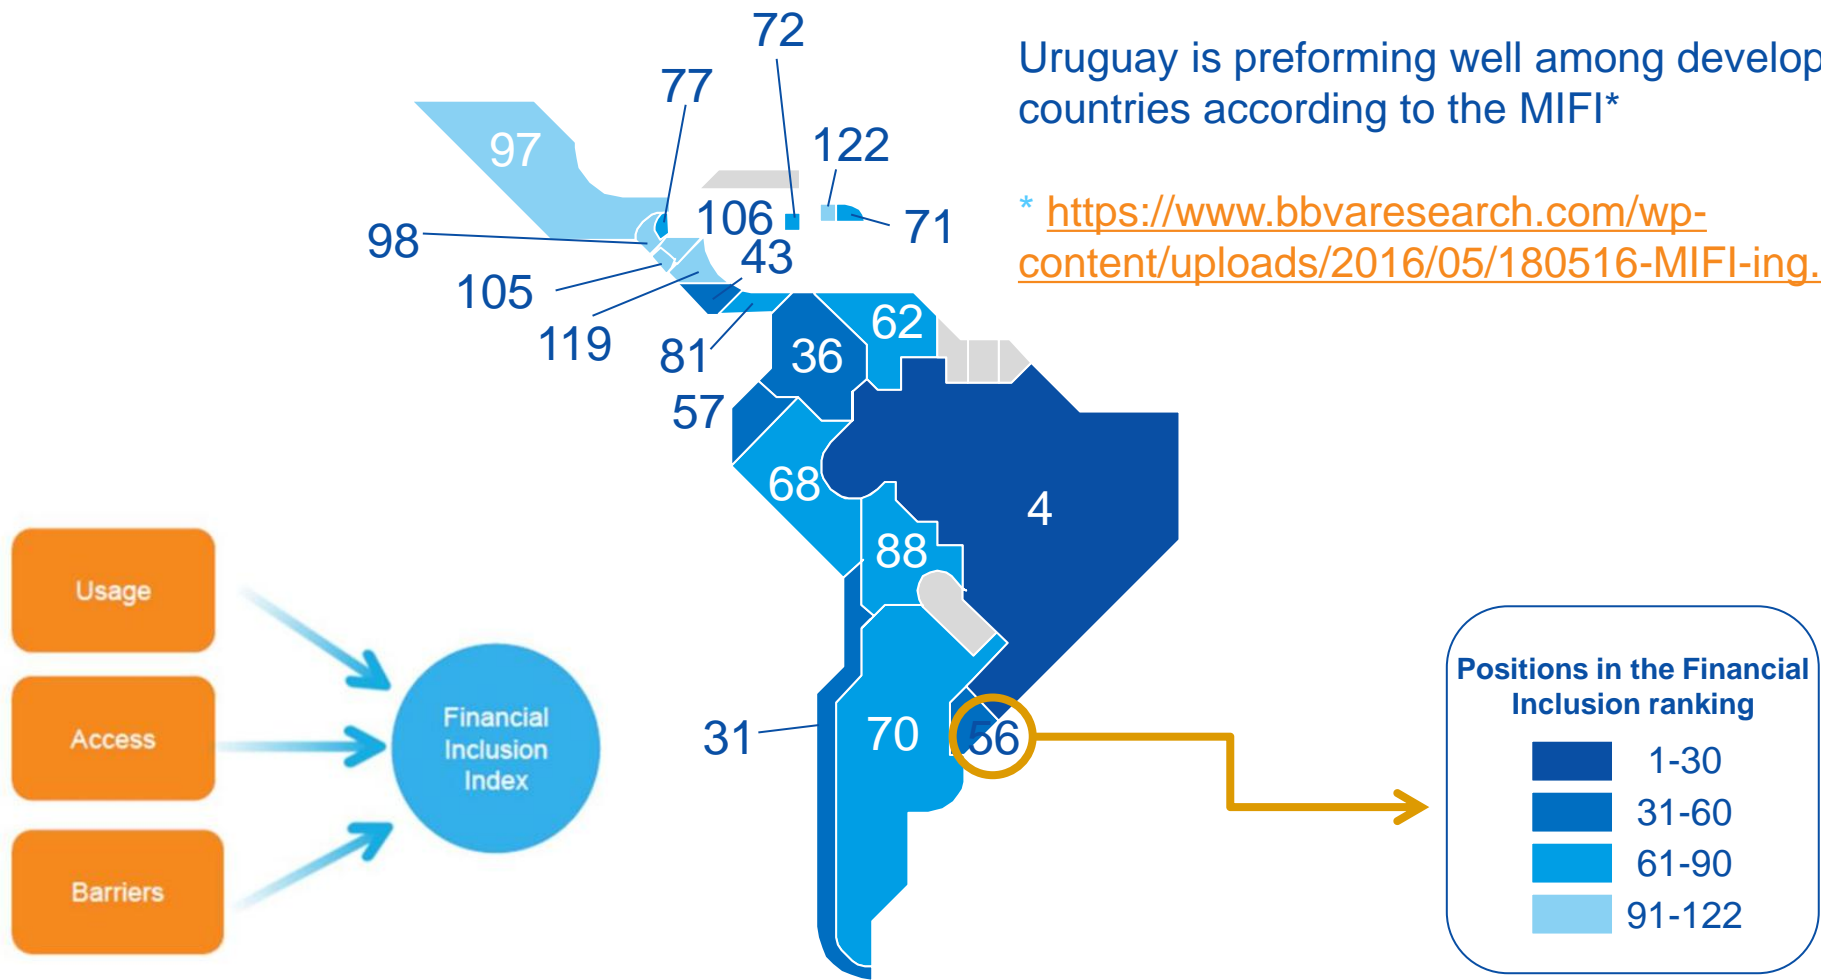 72
Uruguay is preforming well among develop
countries according to the MIFI*
77
97
122
* https://www.bbvaresearch.com/wp-
content/uploads/2016/05/180516-MIFI-ing.
106
71
98
43
105
119
81
62
36
57
68
4
88
Usage
Access
Barriers
Financial
Inclusion
Index
31
70
56
Positions in the Financial
Inclusion ranking
1-30
31-60
61-90
91-122